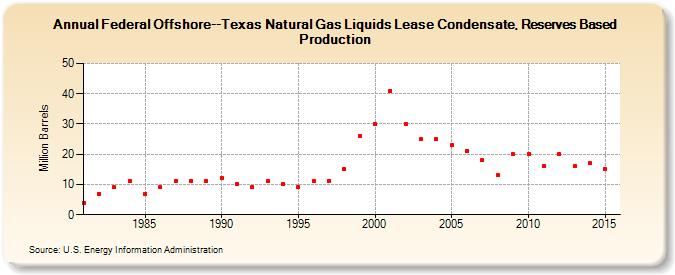 Annual Federal Offshore--Texas Natural Gas Liquids Lease Condensate, Reserves Based
Production
Million Barrels
50
40
30
20
10
0
1985 1990 1995 2000 2005 2010 2015
Source: U.S. Energy Information Administration